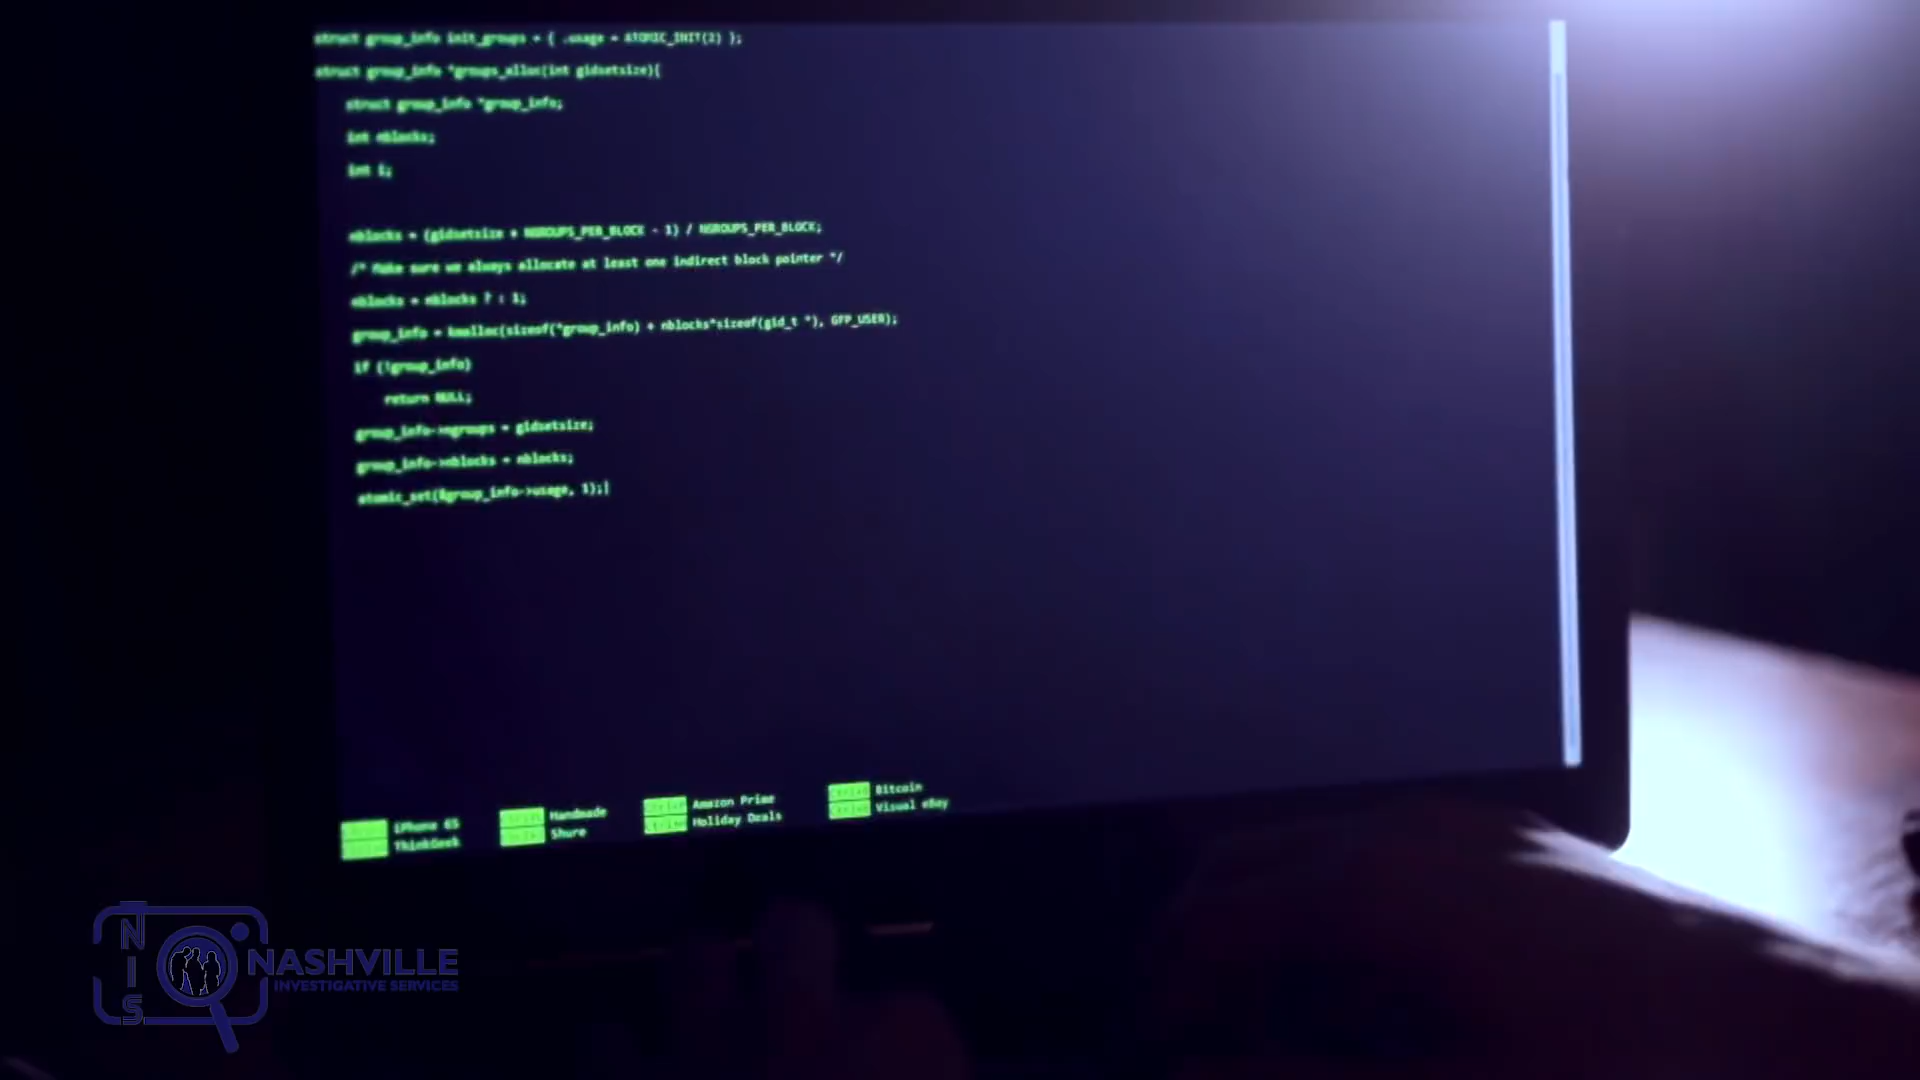 struct group_info init_groups = { .usage = ATOMIC_INIT(2) };
struct group_info *groups_alloc(int gidsetsize){
struct group_info *group_info;
int nblocks;
int i;
nblocks = (gidsetsize + NGROUPS_PER_BLOCK - 1) / NGROUPS_PER_BLOCK;
/* Make sure we always allocate at least one indirect block pointer */
nblocks = nblocks ? : 1;
group_info = kmalloc(sizeof(*group_info) + nblocks*sizeof(gid_t *), GFP_USER);
if (!group_info)
return NULL;
group_info->ngroups = gidsetsize;
group_info->nblocks = nblocks;
atomic_set(&group_info->usage, 1);|
iPhone 6S Handmade Amazon Prime Bitcoin
ThinkGeek Shure Holiday Deals Visual eBay
NIS
NASHVILLE
INVESTIGATIVE SERVICES